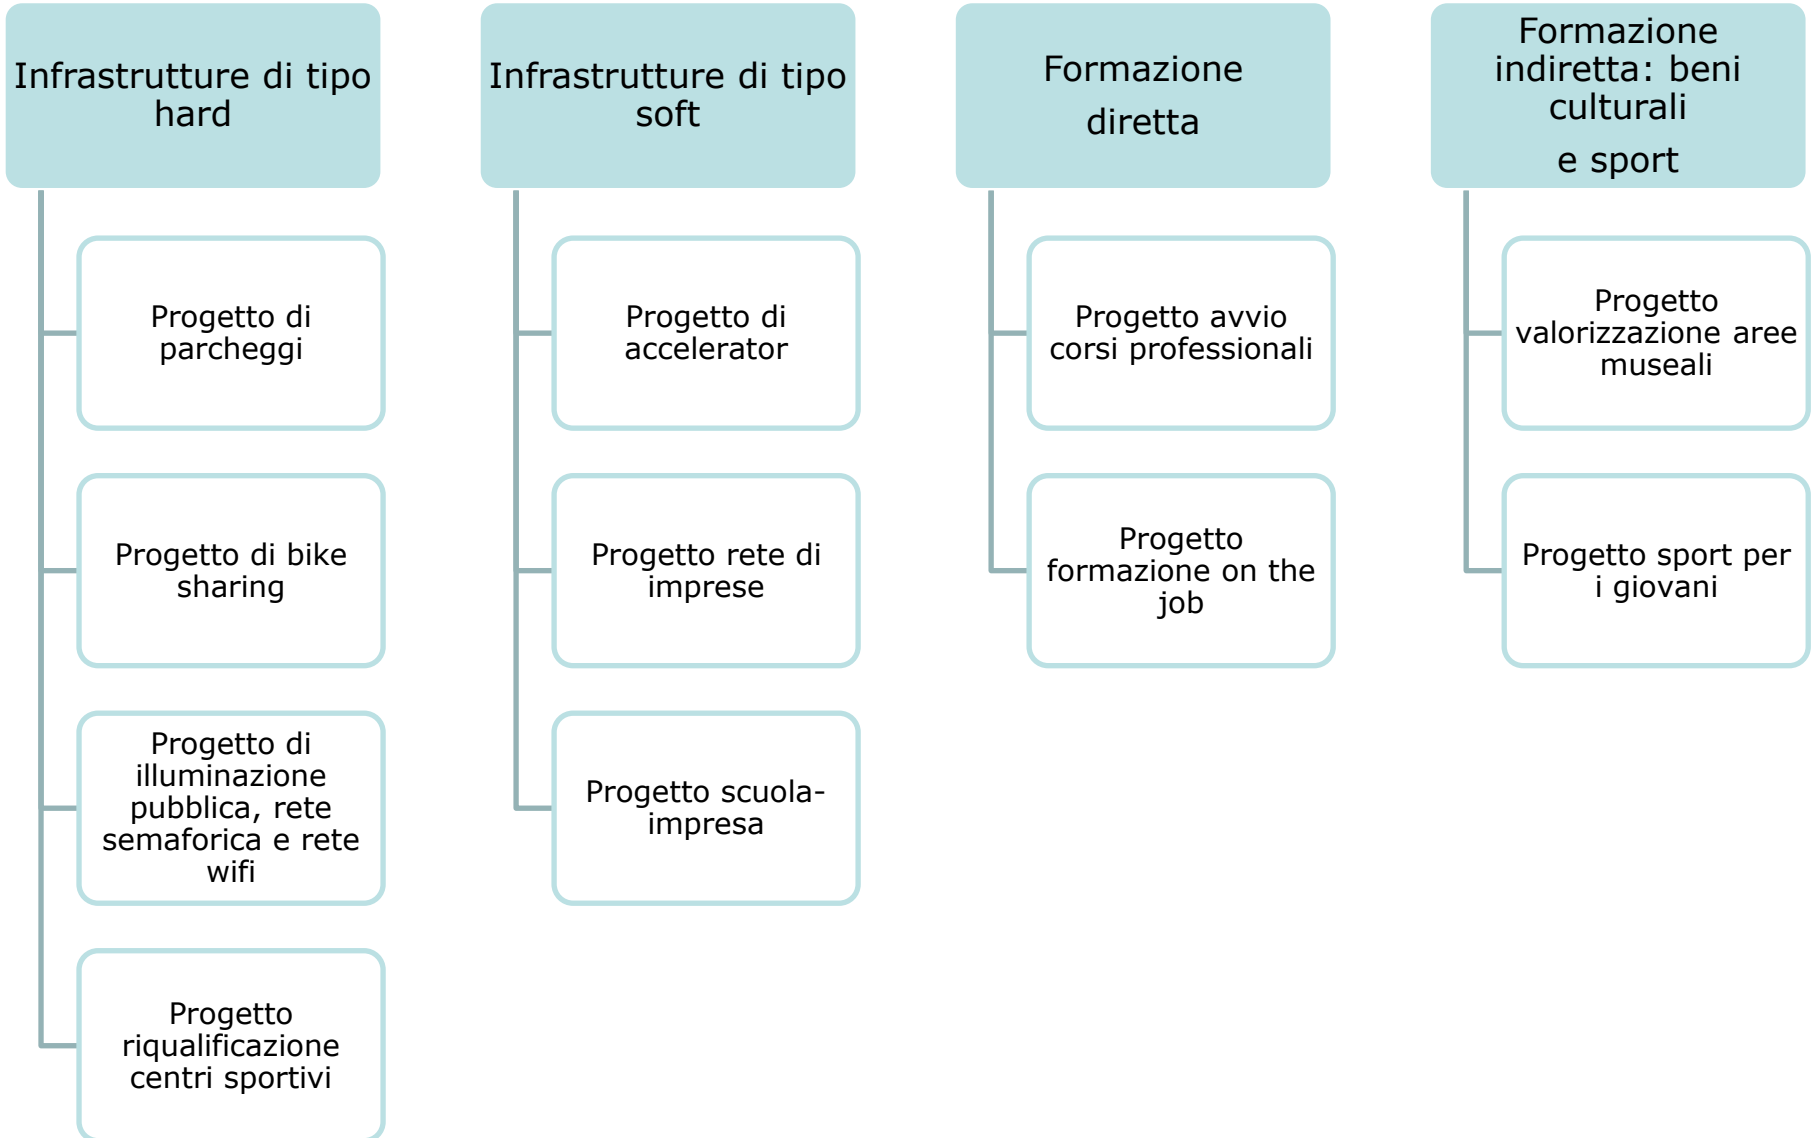 Infrastrutture di tipo
hard
Progetto di
parcheggi
Progetto di bike
sharing
Progetto di
illuminazione
pubblica, rete
semaforica e rete
wifi
Progetto
riqualificazione
centri sportivi
Infrastrutture di tipo
soft
Progetto di
accelerator
Progetto rete di
imprese
Progetto scuola-
impresa
Formazione
diretta
Progetto avvio
corsi professionali
Progetto
formazione on the
job
Formazione
indiretta: beni
culturali
e sport
Progetto
valorizzazione aree
museali
Progetto sport per
i giovani